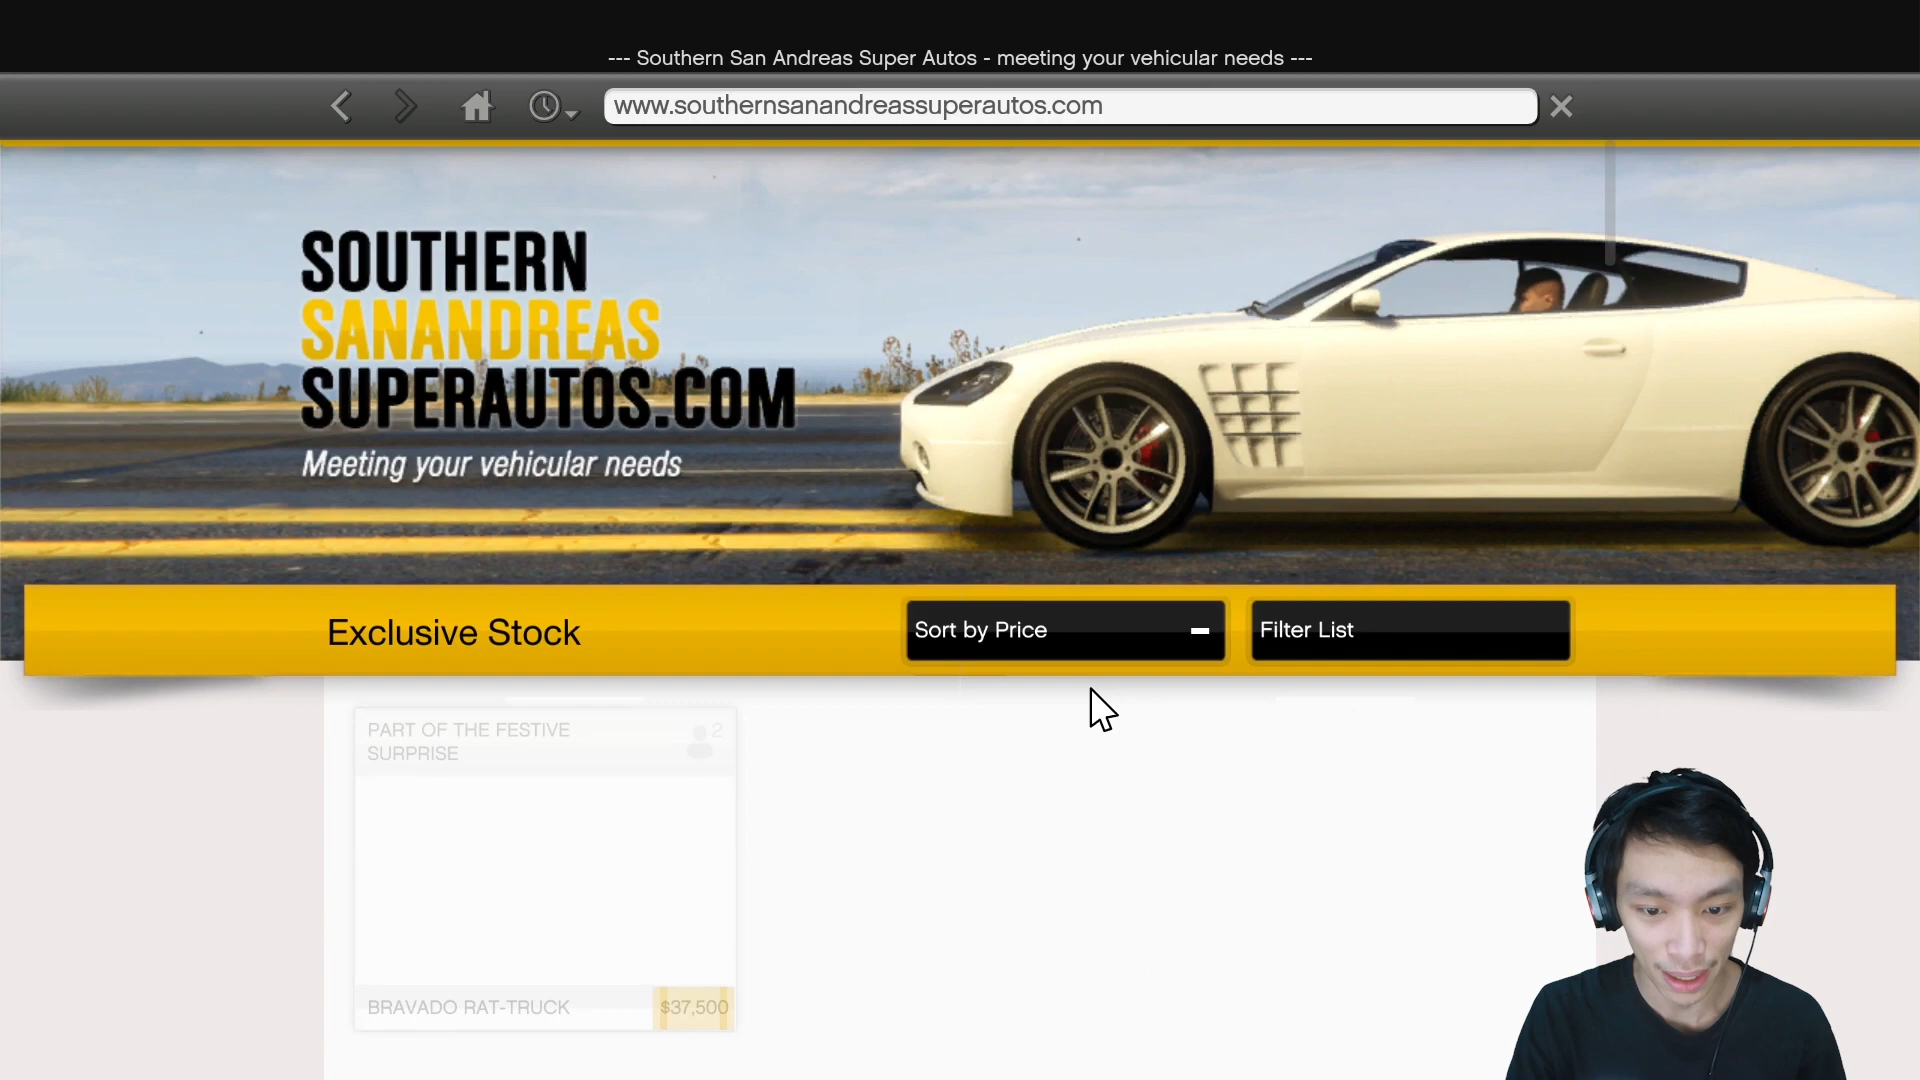 --- Southern San Andreas Super Autos - meeting your vehicular needs ---
www.southernsanandreassuperautos.com
SOUTHERN
SANANDREAS
SUPERAUTOS.COM
Meeting your vehicular needs
Exclusive Stock
Sort by Price
Filter List
PART OF THE FESTIVE
SURPRISE
2
BRAVADO RAT-TRUCK
$37,500